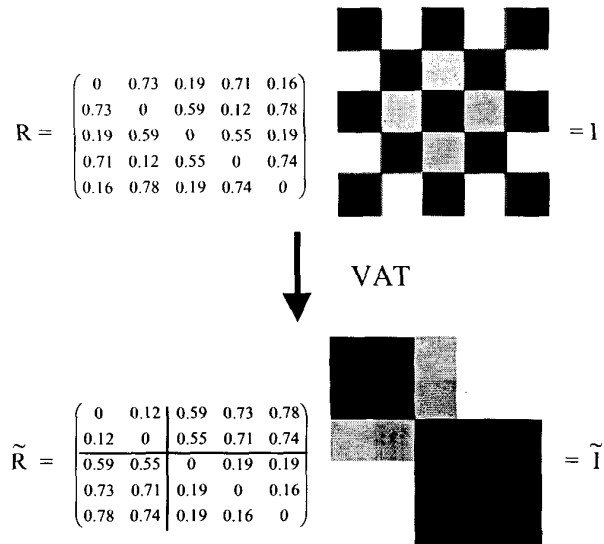 0 0.73 0.19 0.71 0.16
0.73 0 0.59 0.12 0.78
R = 0.19 0.59 0 0.55 0.19 = I
0.71 0.12 0.55 0 0.74
0.16 0.78 0.19 0.74 0
VAT
0 0.12 0.59 0.73 0.78
0.12 0 0.55 0.71 0.74
R̃ = 0.59 0.55 0 0.19 0.19 = Ĩ
0.73 0.71 0.19 0 0.16
0.78 0.74 0.19 0.16 0